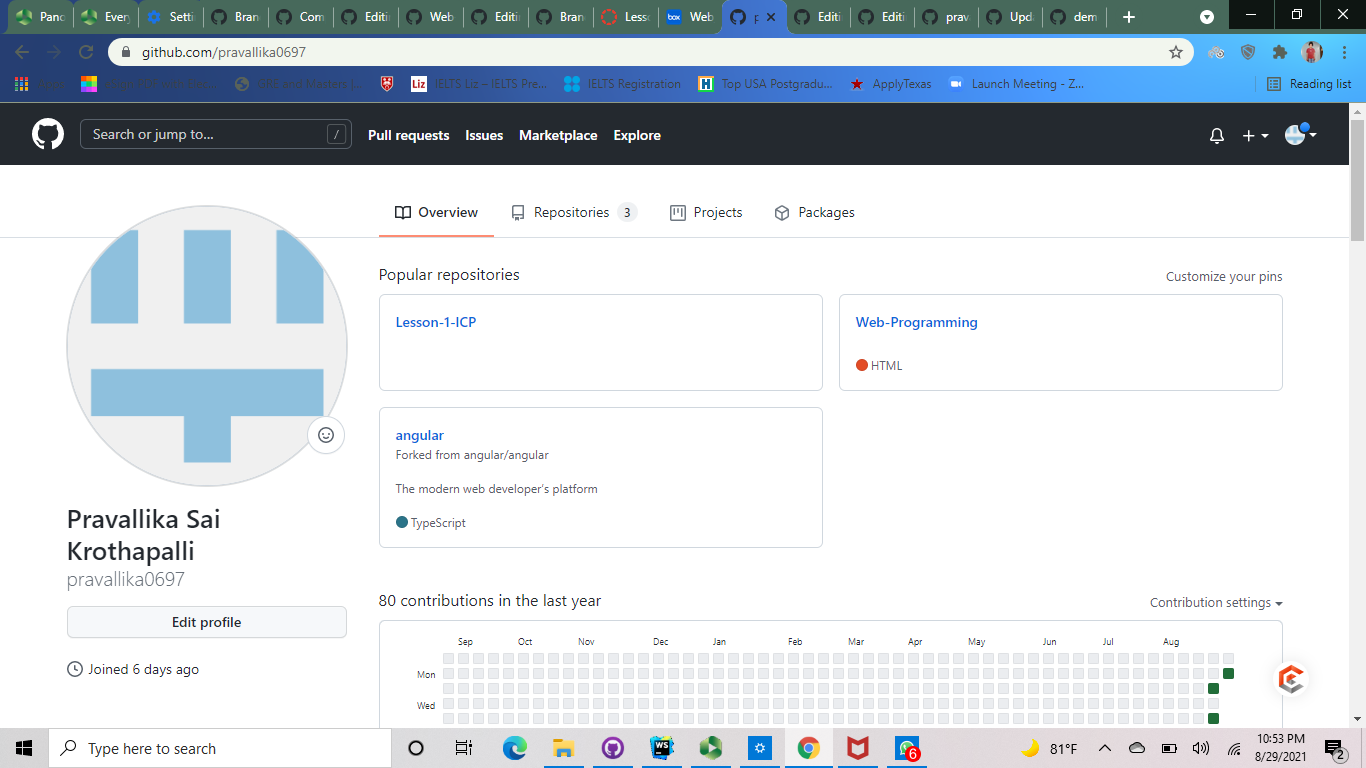 Panc
Every
Setti
Bran
Com
Editi
Web
Editi
Bran
Lesso
Web
p
Editi
Editi
prav
Upda
dem
github.com/pravallika0697
Liz IELTS Liz – IELTS Pre...
IELTS Registration
H Top USA Postgradu...
ApplyTexas
Launch Meeting - Z...
Reading list
Search or jump to... /
Pull requests Issues Marketplace Explore
Overview Repositories 3 Projects Packages
Popular repositories
Customize your pins
Lesson-1-ICP
Web-Programming
HTML
angular
Forked from angular/angular
The modern web developer's platform
TypeScript
Pravallika Sai
Krothapalli
pravallika0697
Edit profile
Joined 6 days ago
80 contributions in the last year
Contribution settings
Sep Oct Nov Dec Jan Feb Mar Apr May Jun Jul Aug
Mon
Wed
Type here to search
WS
6
81°F
10:53 PM
8/29/2021
2